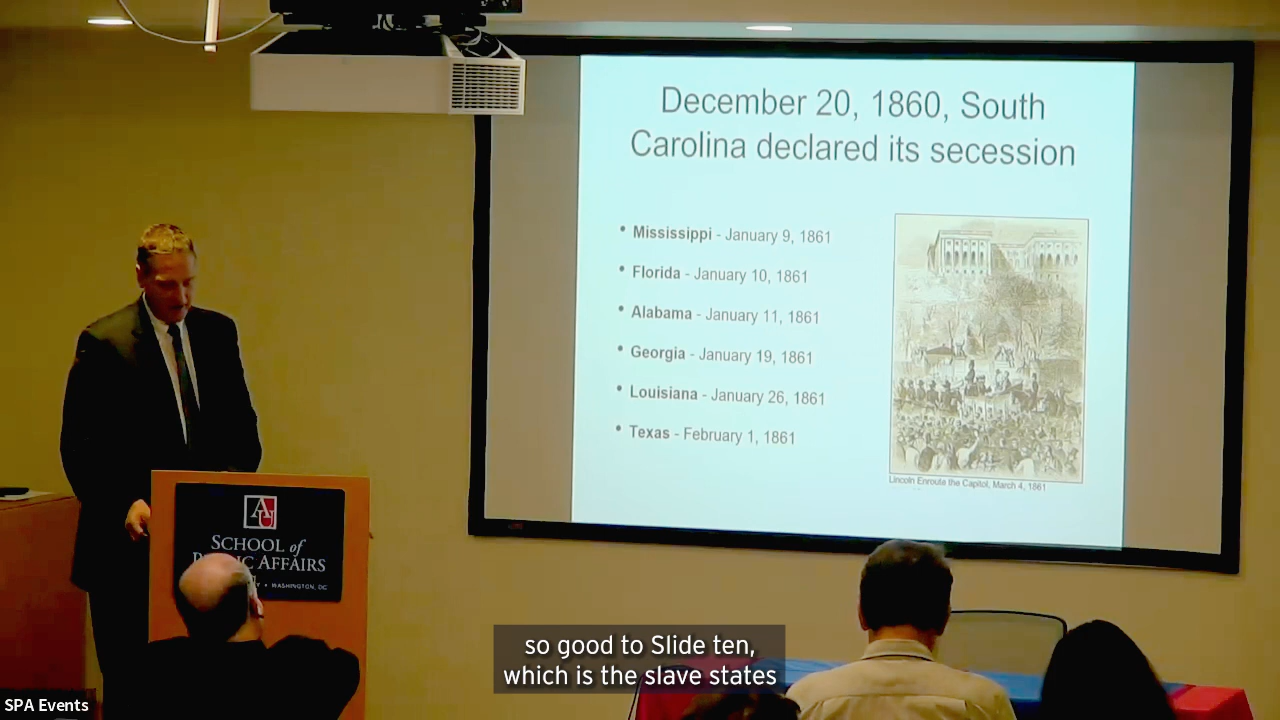 December 20, 1860, South
Carolina declared its secession
• Mississippi - January 9, 1861
• Florida - January 10, 1861
• Alabama - January 11, 1861
• Georgia - January 19, 1861
• Louisiana - January 26, 1861
• Texas - February 1, 1861
Lincoln Enroute the Capitol, March 4, 1861
AU
SCHOOL of
AFFAIRS
• WASHINGTON, DC
so good to Slide ten,
which is the slave states
SPA Events